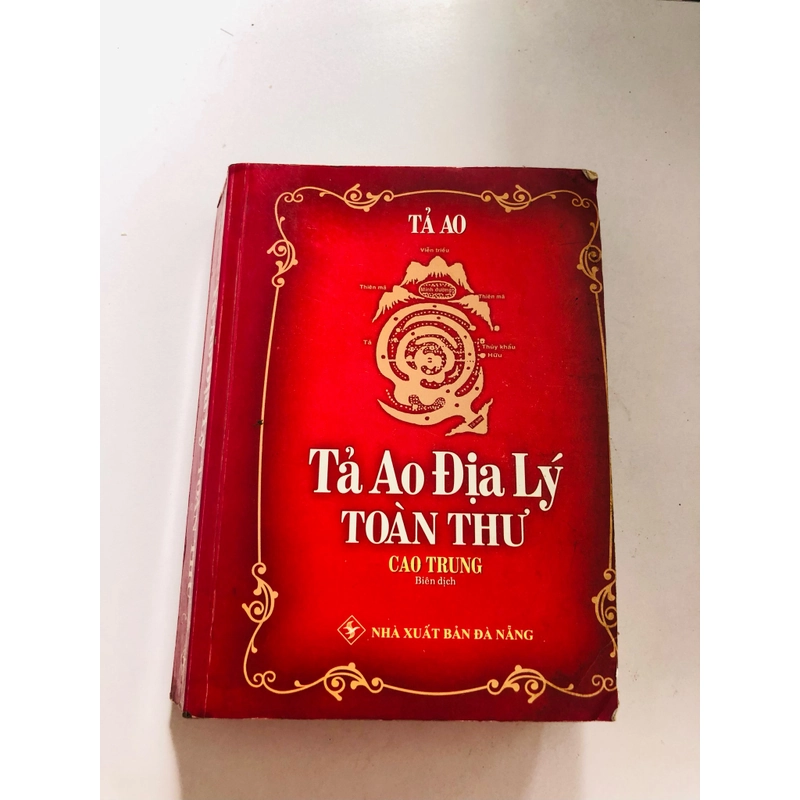 TẢ AO
Viễn triều
Thiên mã
Minh đường
Thiên mã
Tả
Thủy khẩu
Hữu
Tả Ao Địa Lý
TOÀN THƯ
CAO TRUNG
Biên dịch
NHÀ XUẤT BẢN ĐÀ NẴNG